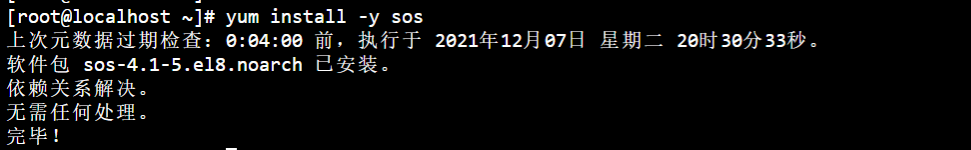 [root@localhost ~]# yum install -y sos
上次元数据过期检查：0:04:00 前，执行于 2021年12月07日 星期二 20时30分33秒。
软件包 sos-4.1-5.el8.noarch 已安装。
依赖关系解决。
无需任何处理。
完毕！